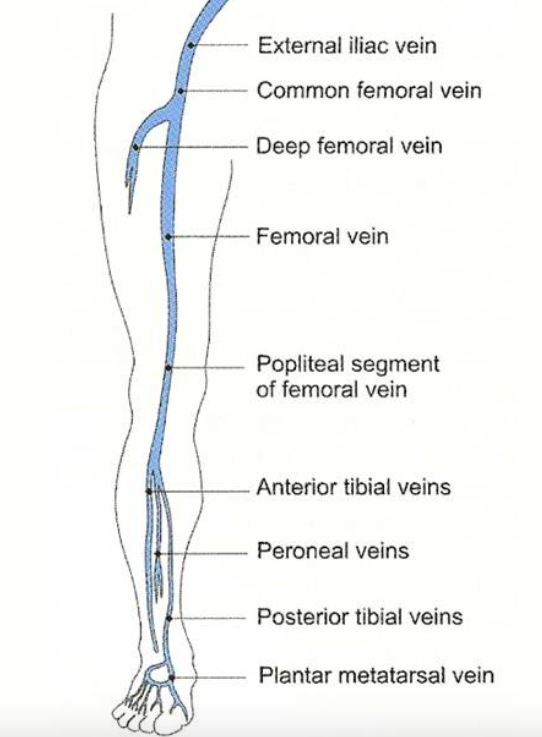 External iliac vein
Common femoral vein
Deep femoral vein
Femoral vein
Popliteal segment
of femoral vein
Anterior tibial veins
Peroneal veins
Posterior tibial veins
Plantar metatarsal vein